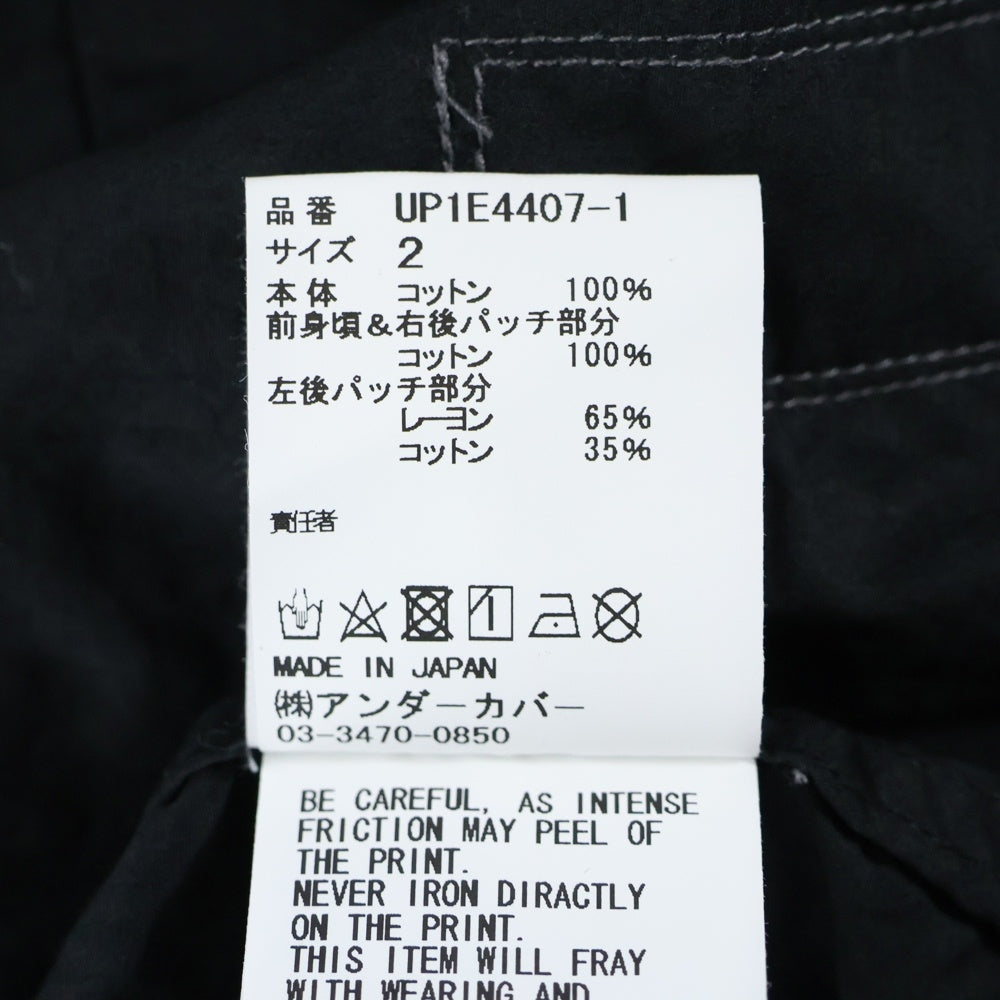 品番 UP1E4407-1
サイズ 2
本体 コットン 100%
前身頃&右後パッチ部分
コットン 100%
左後パッチ部分
レーヨン 65%
コットン 35%
責任者
MADE IN JAPAN
㈱アンダーカバー
03-3470-0850
BE CAREFUL, AS INTENSE
FRICTION MAY PEEL OF
THE PRINT.
NEVER IRON DIRACTLY
ON THE PRINT.
THIS ITEM WILL FRAY
WITH WEARING AND